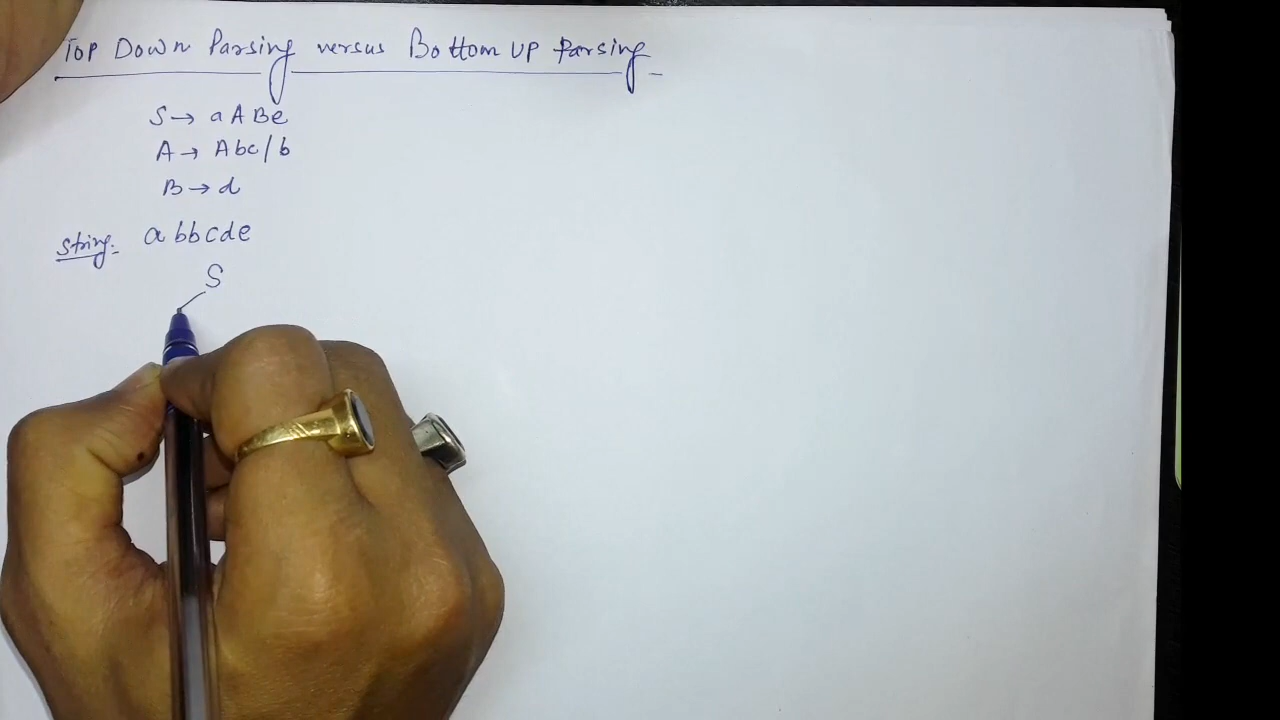 Top Down Parsing versus Bottom UP Parsing
S → aABe
A → Abc/b
B → d
String:- abbcde
S